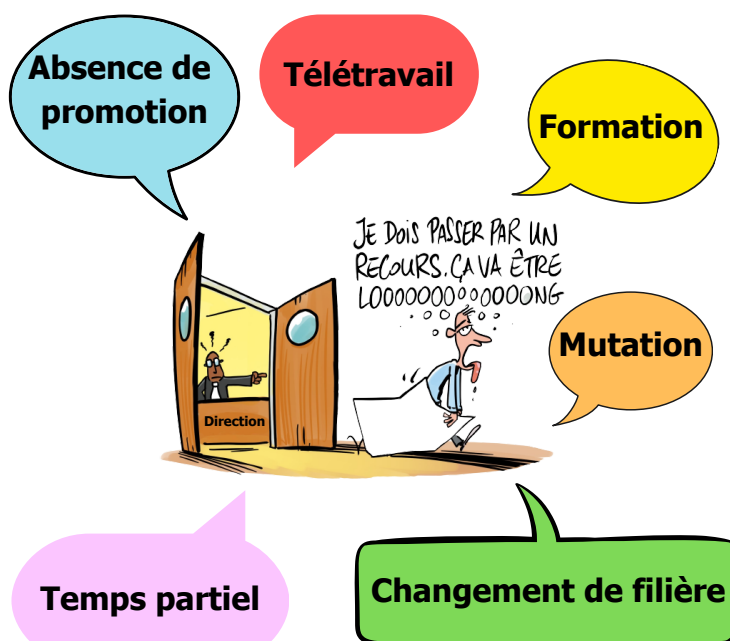 Absence de
promotion
Télétravail
Formation
JE DOIS PASSER PAR UN
RECOURS. ÇA VA ÊTRE
LOOOOOOOOOOOOONG
Mutation
Direction
Temps partiel
Changement de filière